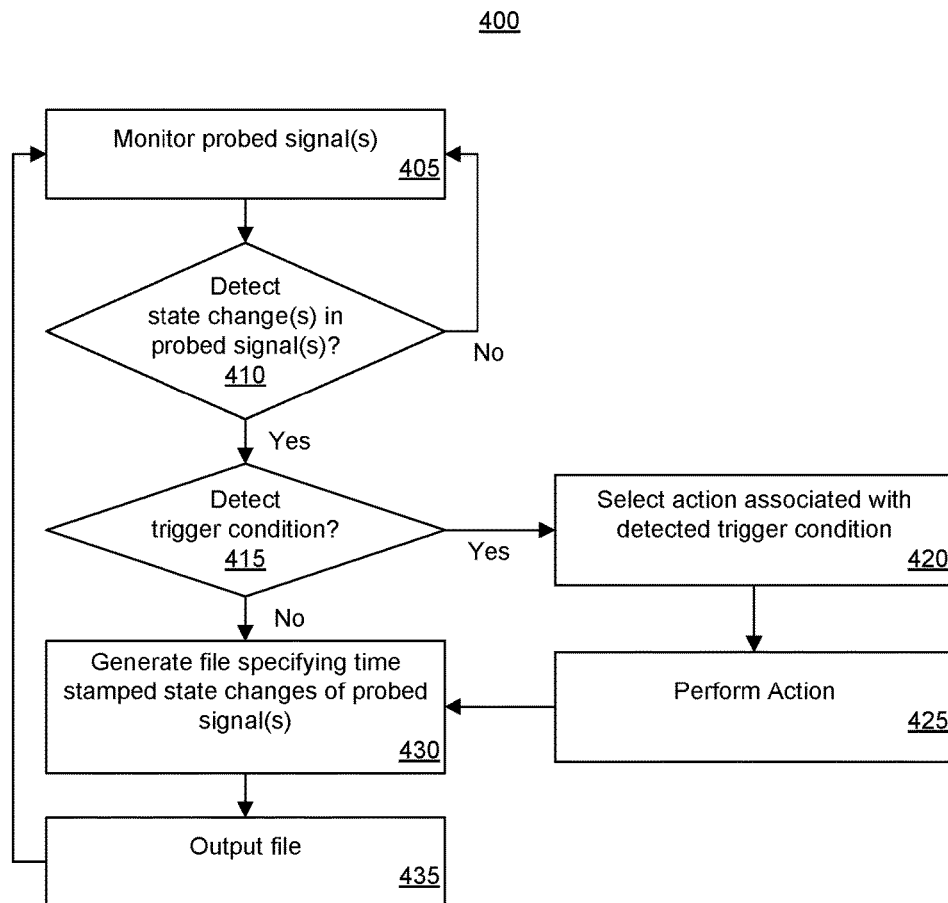 400
Monitor probed signal(s)
405
Detect
state change(s) in
probed signal(s)?
410
No
Yes
Detect
trigger condition?
415
Yes
Select action associated with
detected trigger condition
420
No
Generate file specifying time
stamped state changes of probed
signal(s)
430
Perform Action
425
Output file
435